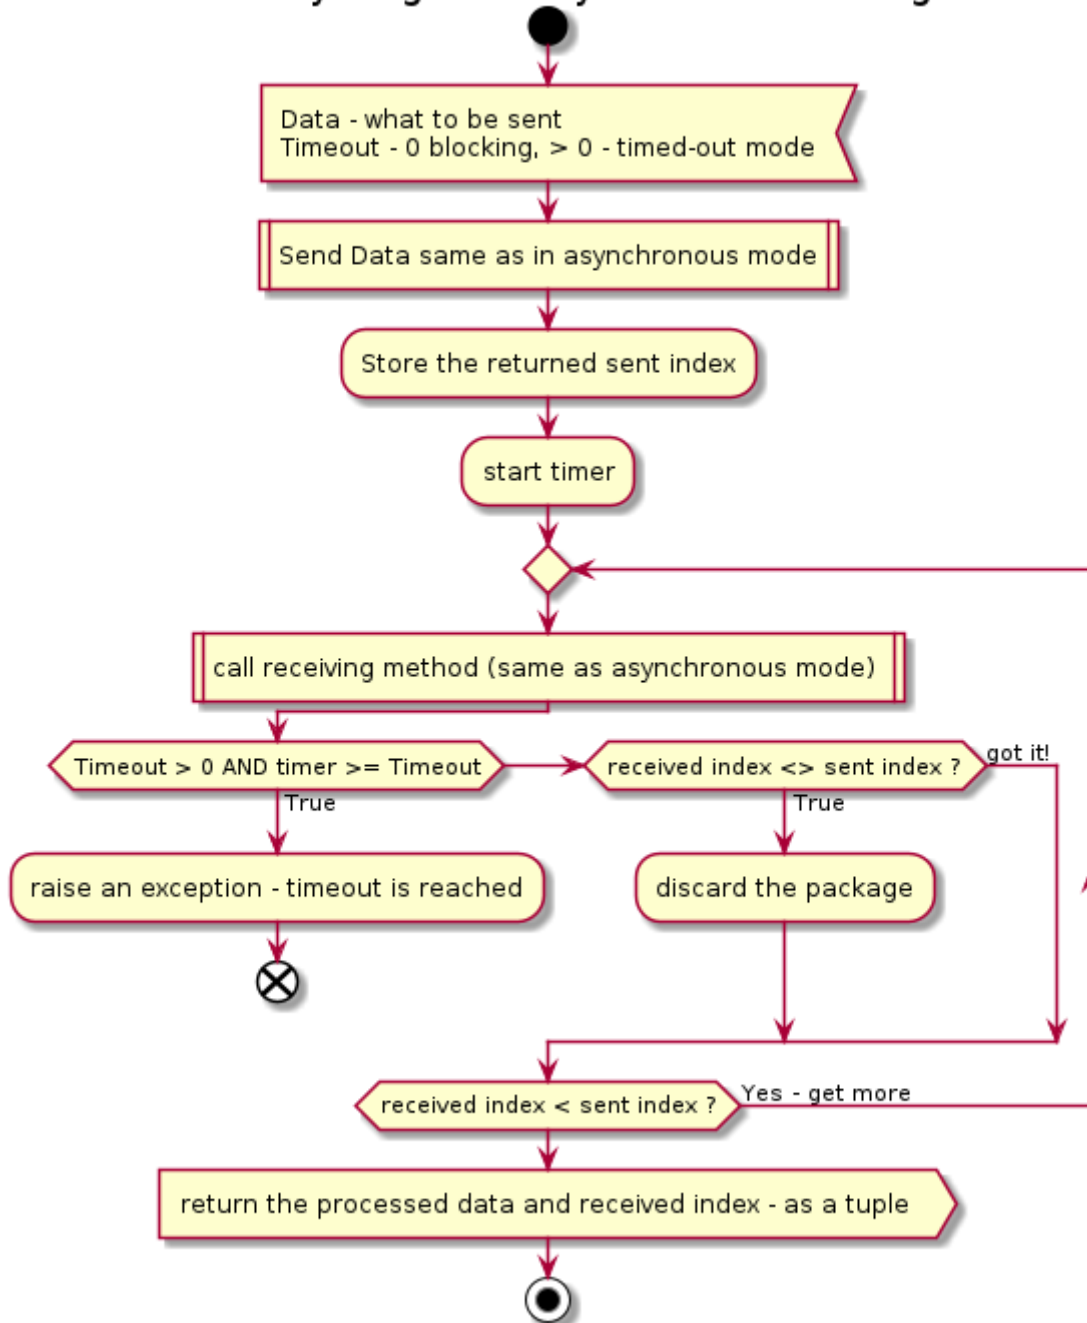 Data - what to be sent
Timeout - 0 blocking, > 0 - timed-out mode
Send Data same as in asynchronous mode
Store the returned sent index
start timer
call receiving method (same as asynchronous mode)
Timeout > 0 AND timer >= Timeout
received index <> sent index ?
got it!
True
True
raise an exception - timeout is reached
discard the package
received index < sent index ?
Yes - get more
return the processed data and received index - as a tuple